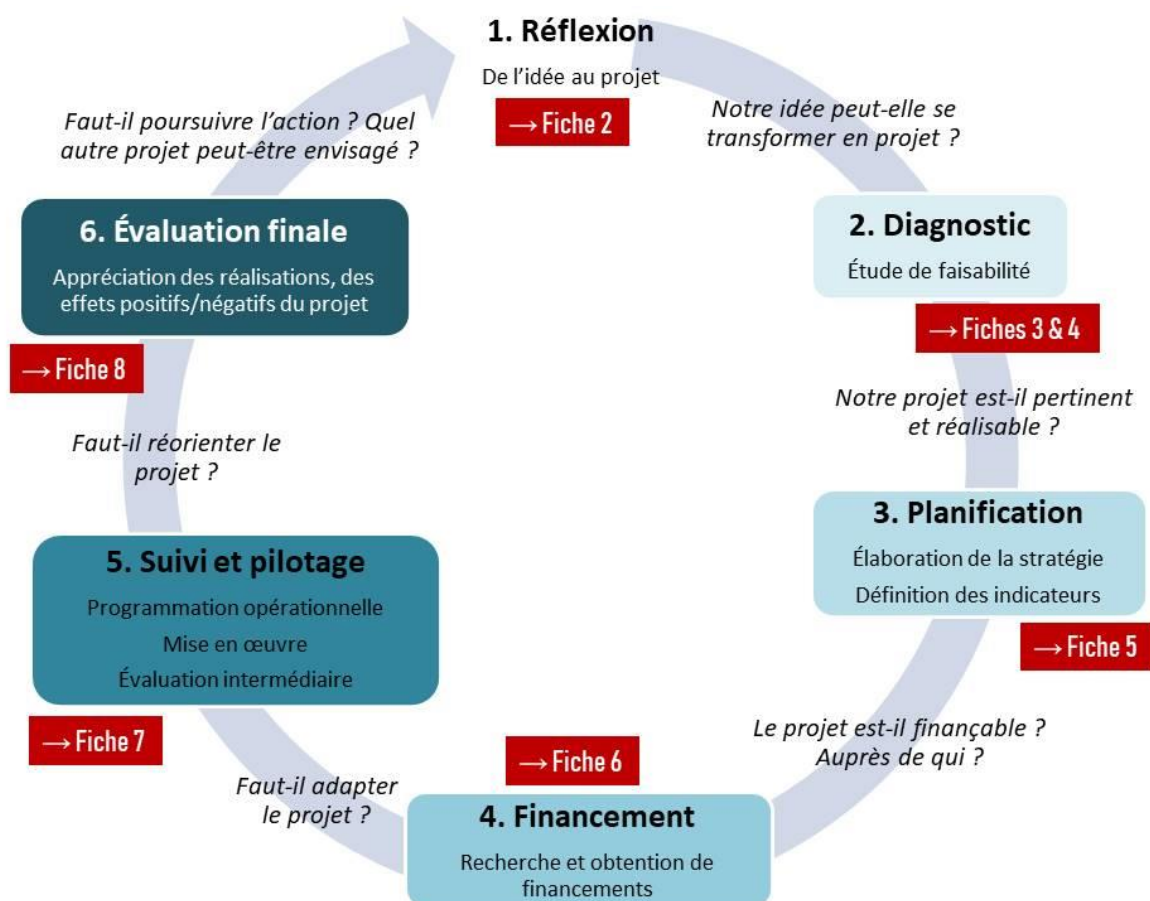 1. Réflexion
De l’idée au projet
→ Fiche 2
Notre idée peut-elle se
transformer en projet ?
2. Diagnostic
Étude de faisabilité
→ Fiches 3 & 4
Notre projet est-il pertinent
et réalisable ?
3. Planification
Élaboration de la stratégie
Définition des indicateurs
→ Fiche 5
Le projet est-il finançable ?
Auprès de qui ?
→ Fiche 6
4. Financement
Recherche et obtention de
financements
Faut-il adapter
le projet ?
5. Suivi et pilotage
Programmation opérationnelle
Mise en œuvre
Évaluation intermédiaire
→ Fiche 7
Faut-il réorienter le
projet ?
6. Évaluation finale
Appréciation des réalisations, des
effets positifs/négatifs du projet
→ Fiche 8
Faut-il poursuivre l’action ? Quel
autre projet peut-être envisagé ?